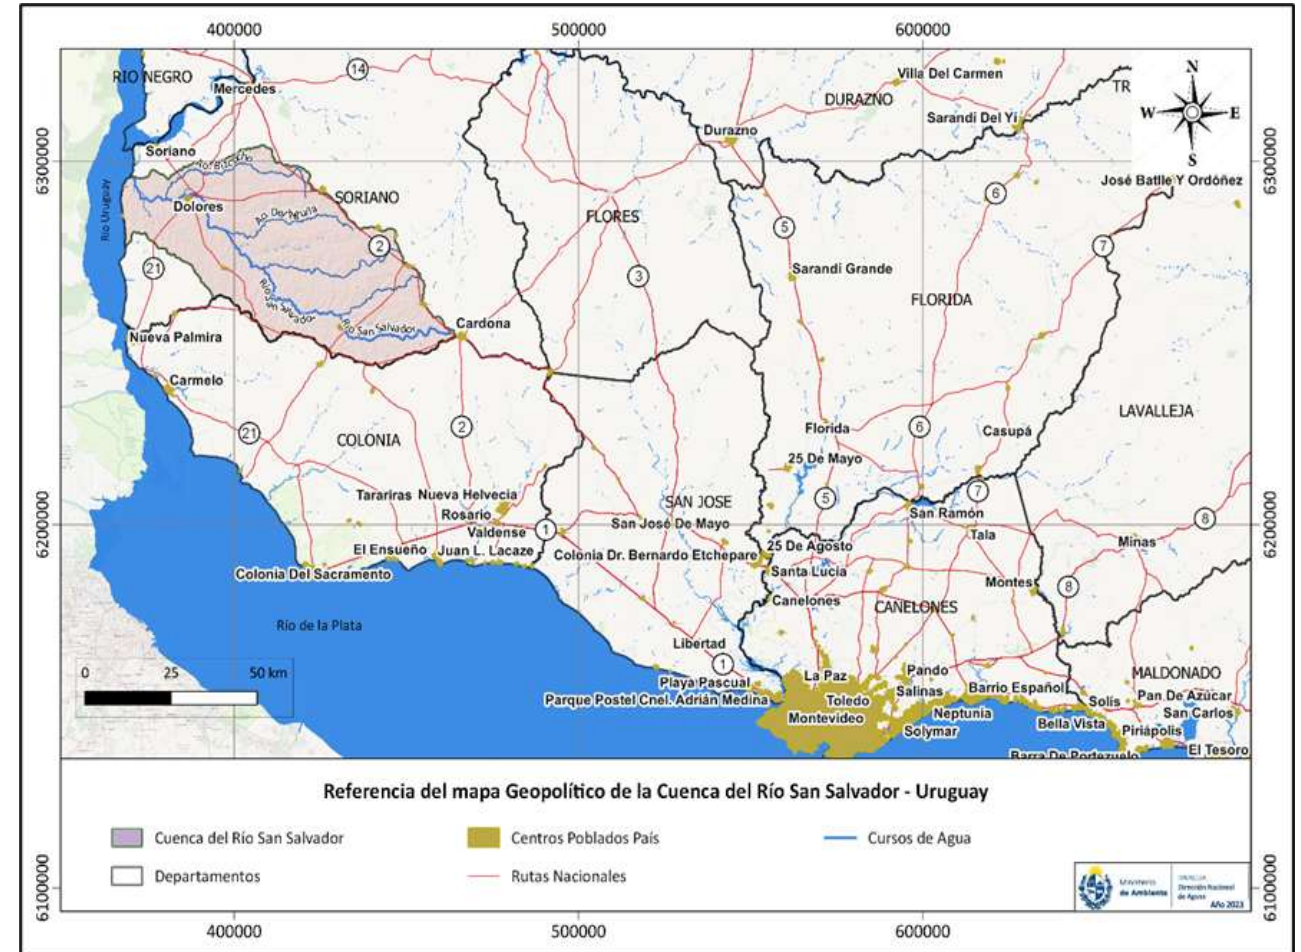 400000
500000
600000
RIO NEGRO
Mercedes
14
Villa Del Carmen
DURAZNO
TR
Sarandí Del Yí
Durazno
N
W
E
S
6300000
6300000
Soriano
Ao. Bizcocho
SORIANO
Río Uruguay
Dolores
2
21
FLORES
3
5
6
7
José Batlle Y Ordóñez
Sarandí Grande
FLORIDA
Río San Salvador
Río San Salvador
Cardona
Nueva Palmira
Carmelo
21
COLONIA
2
LAVALLEJA
Florida
6
Casupá
25 De Mayo
5
7
Tarariras
Nueva Helvecia
Rosario
Valdense
SAN JOSE
San José De Mayo
San Ramón
Tala
8
Minas
6200000
6200000
1
El Ensueño
Juan L. Lacaze
Colonia Dr. Bernardo Etchepare
25 De Agosto
Santa Lucía
Colonia Del Sacramento
Canelones
CANELONES
Montes
8
Río de la Plata
Libertad
1
0
25
50 km
La Paz
Pando
MALDONADO
Playa Pascual
Parque Postel Cnel. Adrián Medina
Toledo
Salinas
Barrio Español
Solís
Pan De Azúcar
San Carlos
Montevideo
Neptunia
Solymar
Bella Vista
Piriápolis
El Tesoro
Barra De Portezuelo
Referencia del mapa Geopolítico de la Cuenca del Río San Salvador - Uruguay
Cuenca del Río San Salvador
Centros Poblados País
Cursos de Agua
Departamentos
Rutas Nacionales
6100000
6100000
Ministerio
de Ambiente
Dirección Nacional
de Aguas
Año 2023
400000
500000
600000